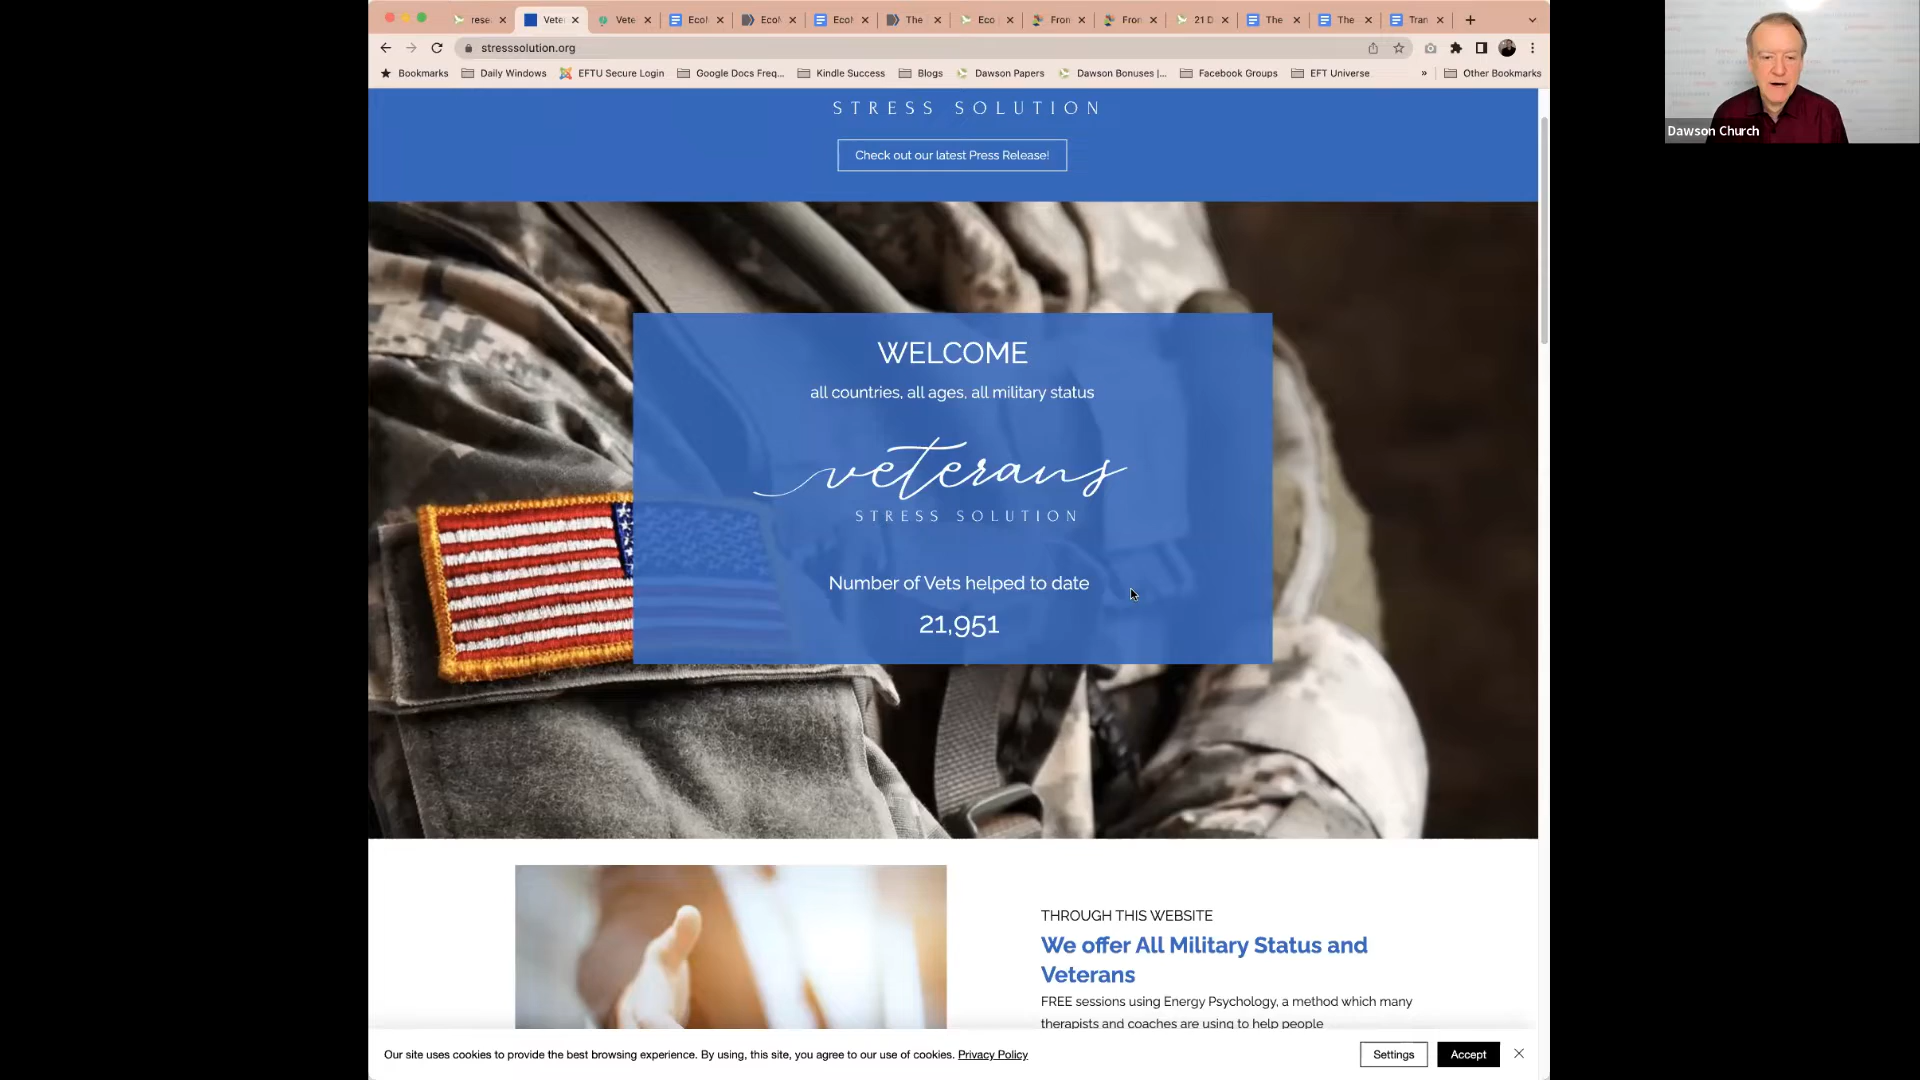 rese
Vete
Vete
Ecol
Ecol
Ecol
The
Eco
Fron
Fron
21 D
The
The
Tran
stresssolution.org
Bookmarks
Daily Windows
EFTU Secure Login
Google Docs Freq...
Kindle Success
Blogs
Dawson Papers
Dawson Bonuses |...
Facebook Groups
EFT Universe
»
Other Bookmarks
Dawson Church
STRESS SOLUTION
Check out our latest Press Release!
WELCOME
all countries, all ages, all military status
veterans
STRESS SOLUTION
Number of Vets helped to date
21,951
THROUGH THIS WEBSITE
We offer All Military Status and
Veterans
FREE sessions using Energy Psychology, a method which many
therapists and coaches are using to help people
Our site uses cookies to provide the best browsing experience. By using, this site, you agree to our use of cookies. Privacy Policy
Settings
Accept